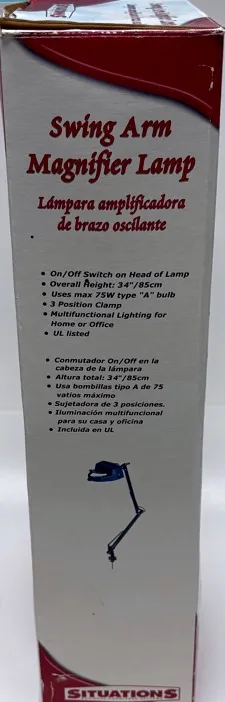 Swing Arm
Magnifier Lamp
Lámpara amplificadora
de brazo oscilante
• On/Off Switch on Head of Lamp
• Overall Height: 34"/85cm
• Uses max 75W type "A" bulb
• 3 Position Clamp
• Multifunctional Lighting for
Home or Office
• UL listed
• Conmutador On/Off en la
cabeza de la lámpara
• Altura total: 34"/85cm
• Usa bombillas tipo A de 75
vatios máximo
• Sujetadora de 3 posiciones.
• Iluminación multifuncional
para su casa y oficina
• Incluida en UL
SITUATIONS